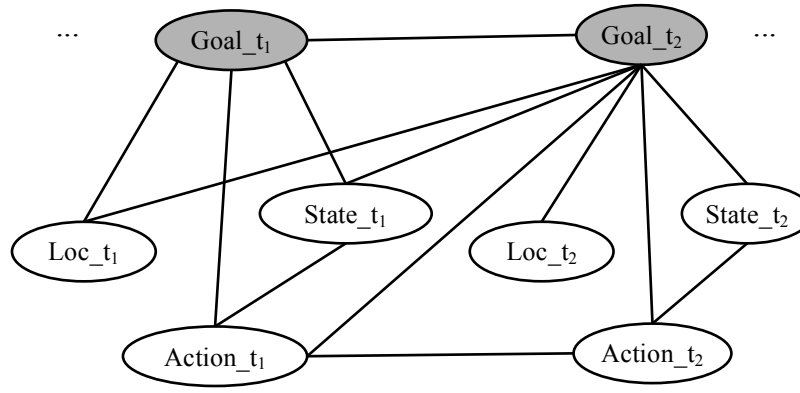 ... Goal_t₁ Goal_t₂ ...
State_t₁ State_t₂
Loc_t₁ Loc_t₂
Action_t₁ Action_t₂